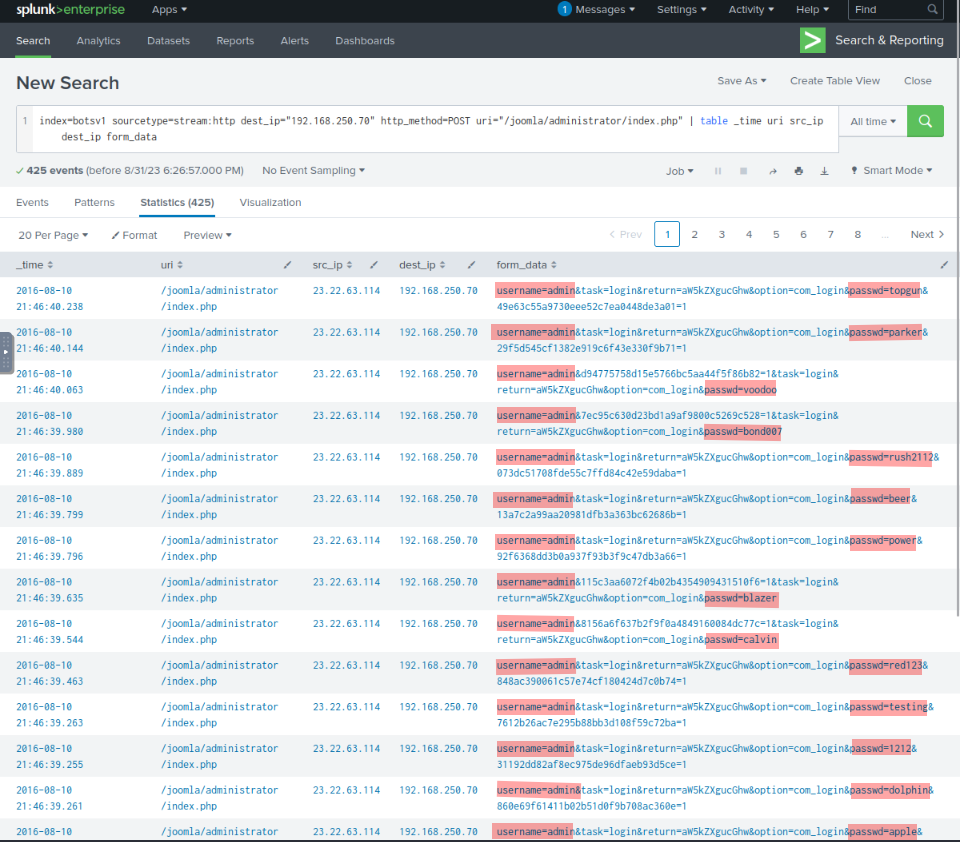 splunk>enterprise Apps 1 Messages Settings Activity Help Find
Search Analytics Datasets Reports Alerts Dashboards > Search & Reporting
New Search Save As Create Table View Close
1 index=botsv1 sourcetype=stream:http dest_ip="192.168.250.70" http_method=POST uri="/joomla/administrator/index.php" | table _time uri src_ip All time
dest_ip form_data
425 events (before 8/31/23 6:26:57.000 PM) No Event Sampling Job Smart Mode
Events Patterns Statistics (425) Visualization
20 Per Page Format Preview Prev 1 2 3 4 5 6 7 8 ... Next
_time uri src_ip dest_ip form_data
2016-08-10 /joomla/administrator 23.22.63.114 192.168.250.70 username=admin&task=login&return=aW5kZXgucGhw&option=com_login&passwd=topgun&
21:46:40.238 /index.php 49e63c55a9730eee52c7ea0448de3a01=1
2016-08-10 /joomla/administrator 23.22.63.114 192.168.250.70 username=admin&task=login&return=aW5kZXgucGhw&option=com_login&passwd=parker&
21:46:40.144 /index.php 29f5d545cf1382e919c6f43e330f9b71=1
2016-08-10 /joomla/administrator 23.22.63.114 192.168.250.70 username=admin&d94775758d15e5766bc5aa44f5f86b82=1&task=login&
21:46:40.063 /index.php return=aW5kZXgucGhw&option=com_login&passwd=voodoo
2016-08-10 /joomla/administrator 23.22.63.114 192.168.250.70 username=admin&7ec95c630d23bd1a9af9800c5269c528=1&task=login&
21:46:39.980 /index.php return=aW5kZXgucGhw&option=com_login&passwd=bond007
2016-08-10 /joomla/administrator 23.22.63.114 192.168.250.70 username=admin&task=login&return=aW5kZXgucGhw&option=com_login&passwd=rush2112&
21:46:39.889 /index.php 073dc51708fde55c7ffd84c42e59daba=1
2016-08-10 /joomla/administrator 23.22.63.114 192.168.250.70 username=admin&task=login&return=aW5kZXgucGhw&option=com_login&passwd=beer&
21:46:39.799 /index.php 13a7c2a99aa20981dfb3a363bc62686b=1
2016-08-10 /joomla/administrator 23.22.63.114 192.168.250.70 username=admin&task=login&return=aW5kZXgucGhw&option=com_login&passwd=power&
21:46:39.796 /index.php 92f6368dd3b0a937f93b3f9c47db3a66=1
2016-08-10 /joomla/administrator 23.22.63.114 192.168.250.70 username=admin&115c3aa6072f4b02b4354909431510f6=1&task=login&
21:46:39.635 /index.php return=aW5kZXgucGhw&option=com_login&passwd=blazer
2016-08-10 /joomla/administrator 23.22.63.114 192.168.250.70 username=admin&8156a6f637b2f9f0a4849160084dc77c=1&task=login&
21:46:39.544 /index.php return=aW5kZXgucGhw&option=com_login&passwd=calvin
2016-08-10 /joomla/administrator 23.22.63.114 192.168.250.70 username=admin&task=login&return=aW5kZXgucGhw&option=com_login&passwd=red123&
21:46:39.463 /index.php 848ac390061c57e74cf180424d7c0b74=1
2016-08-10 /joomla/administrator 23.22.63.114 192.168.250.70 username=admin&task=login&return=aW5kZXgucGhw&option=com_login&passwd=testing&
21:46:39.263 /index.php 7612b26ac7e295b88bb3d108f59c72ba=1
2016-08-10 /joomla/administrator 23.22.63.114 192.168.250.70 username=admin&task=login&return=aW5kZXgucGhw&option=com_login&passwd=1212&
21:46:39.255 /index.php 31192dd82af8ec975de96dfaeb93d5ce=1
2016-08-10 /joomla/administrator 23.22.63.114 192.168.250.70 username=admin&task=login&return=aW5kZXgucGhw&option=com_login&passwd=dolphin&
21:46:39.261 /index.php 860e69f61411b02b51d0f9b708ac360e=1
2016-08-10 /joomla/administrator 23.22.63.114 192.168.250.70 username=admin&task=login&return=aW5kZXgucGhw&option=com_login&passwd=apple&